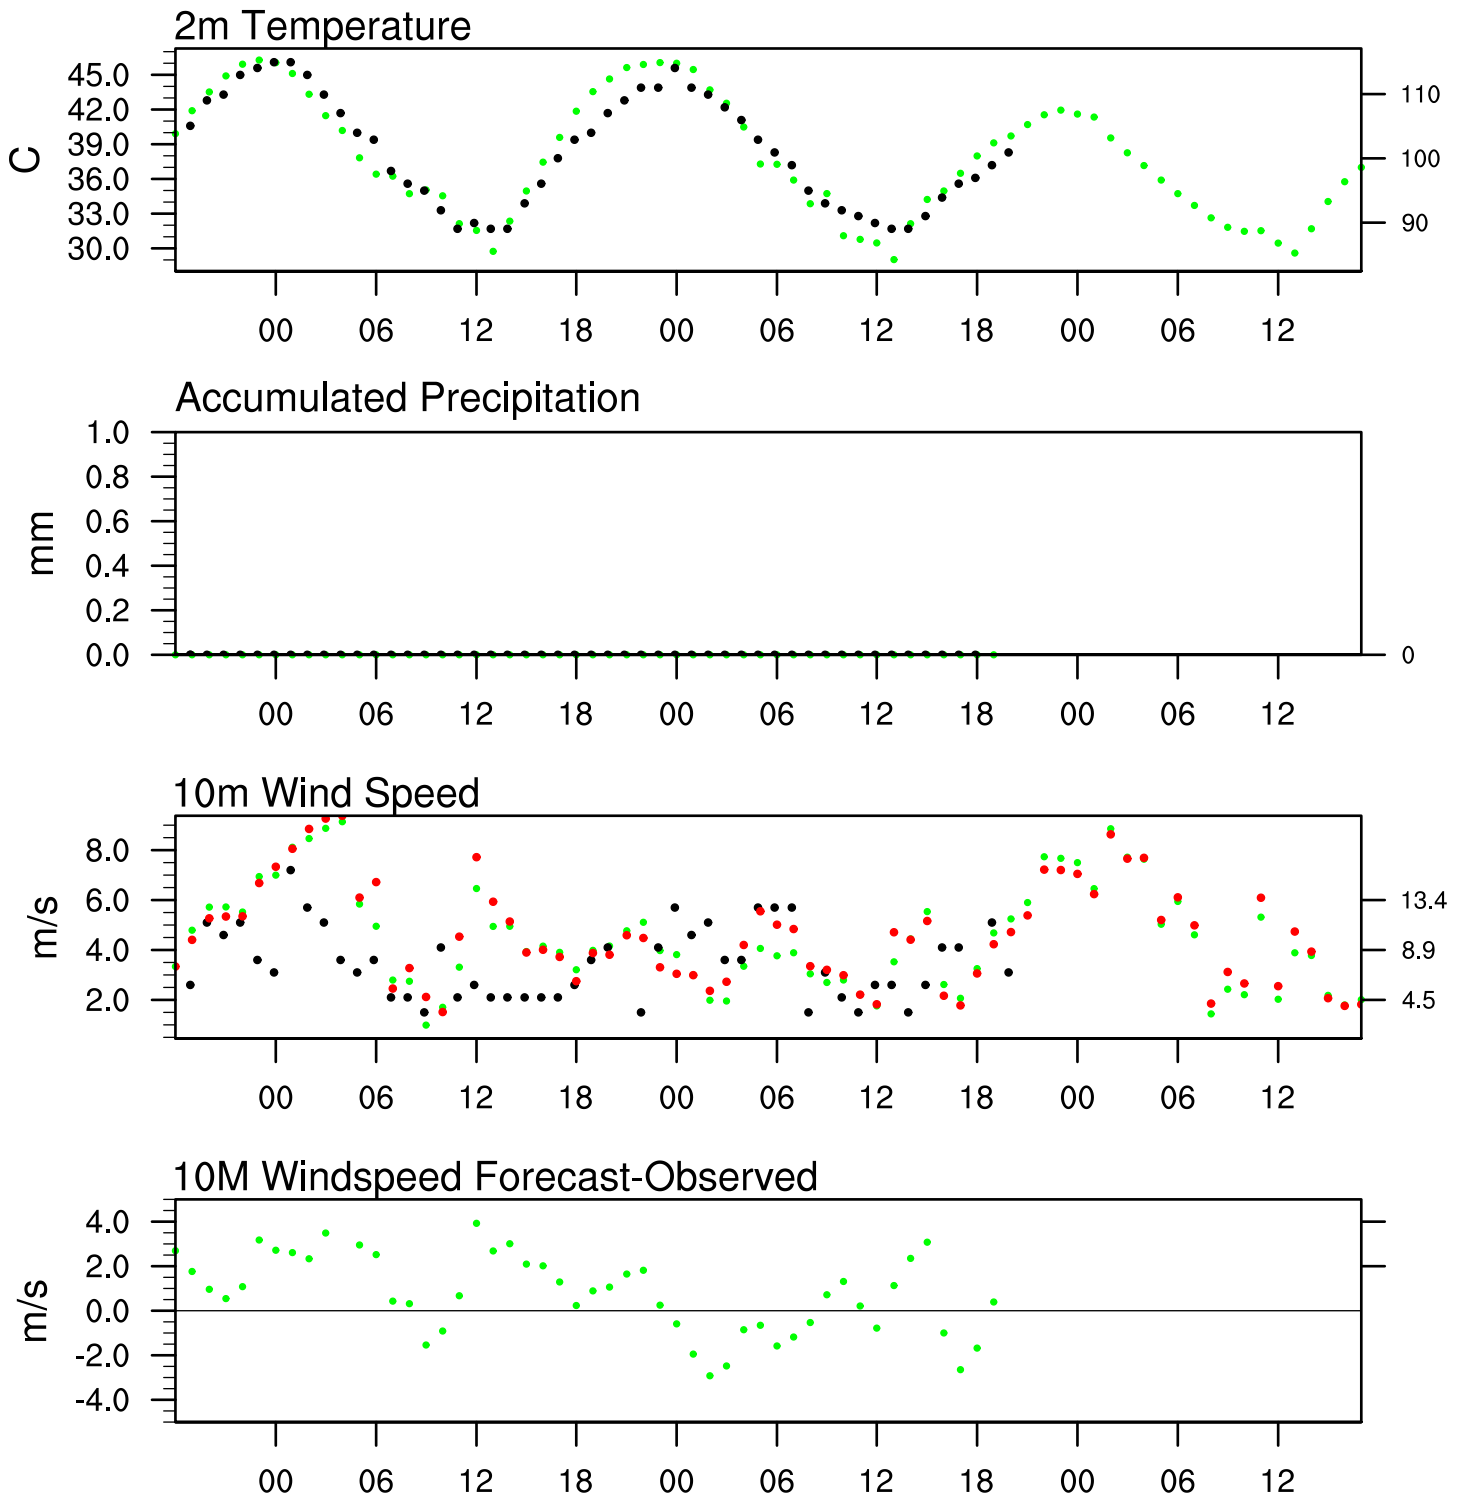 2m Temperature
45.0
42.0
39.0
36.0
33.0
30.0
C
110
100
90
00 06 12 18 00 06 12 18 00 06 12
Accumulated Precipitation
1.0
0.8
0.6
0.4
0.2
0.0
mm
0
00 06 12 18 00 06 12 18 00 06 12
10m Wind Speed
8.0
6.0
4.0
2.0
m/s
13.4
8.9
4.5
00 06 12 18 00 06 12 18 00 06 12
10M Windspeed Forecast-Observed
4.0
2.0
0.0
-2.0
-4.0
m/s
00 06 12 18 00 06 12 18 00 06 12